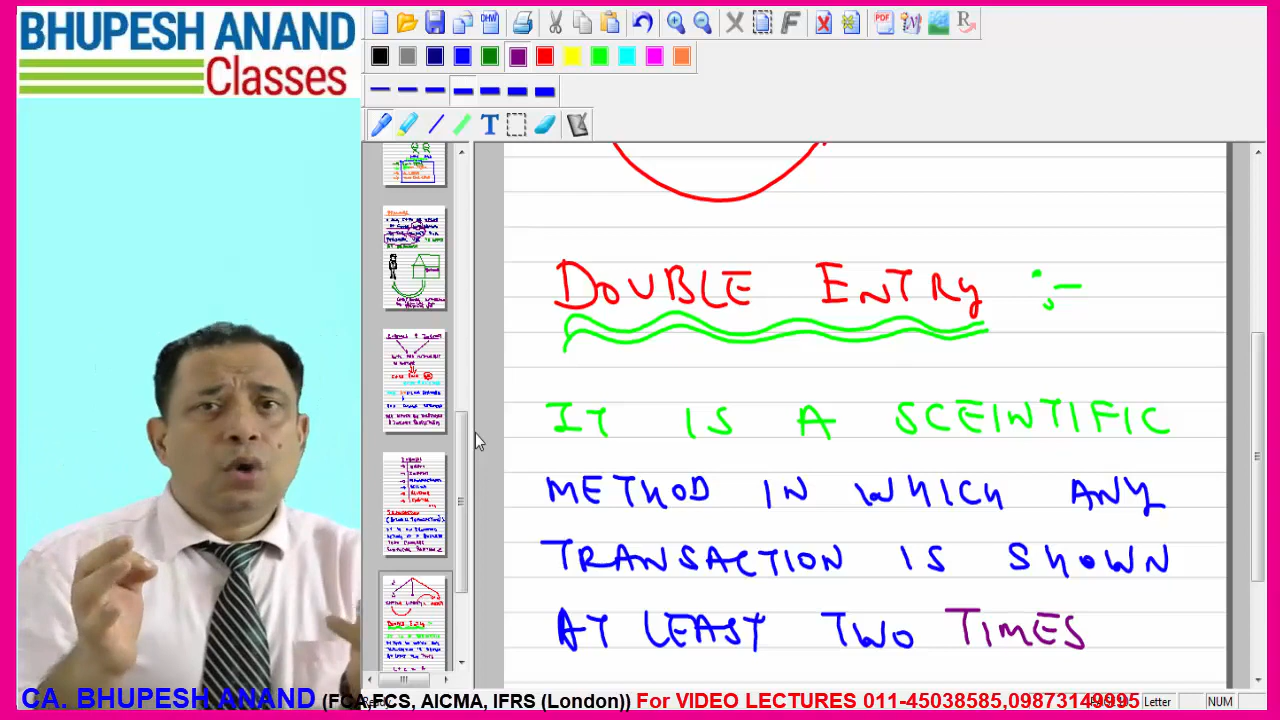 BHUPESH ANAND
Classes
DOUBLE ENTRY :-
IT IS A SCEINTIFIC
METHOD IN WHICH ANY
TRANSACTION IS SHOWN
AT LEAST TWO TIMES
CA. BHUPESH ANAND (FCA,FCS, AICMA, IFRS (London)) For VIDEO LECTURES 011-45038585,09873149995
Letter NUM